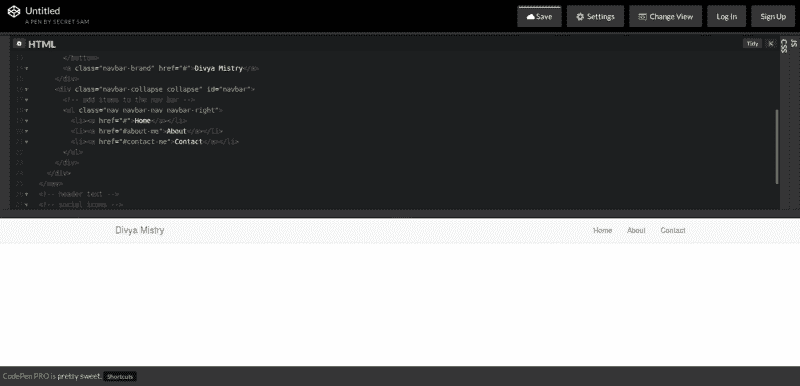 Untitled
A PEN BY SECRET SAM
Save
Settings
Change View
Log In
Sign Up
HTML
Tidy
CSS
JS
</button>
<a class="navbar-brand" href="#">Divya Mistry</a>
</div>
<div class="navbar-collapse collapse" id="navbar">
<!-- add items to the nav bar -->
<ul class="nav navbar-nav navbar-right">
<li><a href="#">Home</a></li>
<li><a href="#about-me">About</a></li>
<li><a href="#contact-me">Contact</a></li>
</ul>
</div>
</div>
</nav>
<!-- header text -->
<!-- social icons -->
Divya Mistry
Home About Contact
CodePen PRO is pretty sweet. Shortcuts